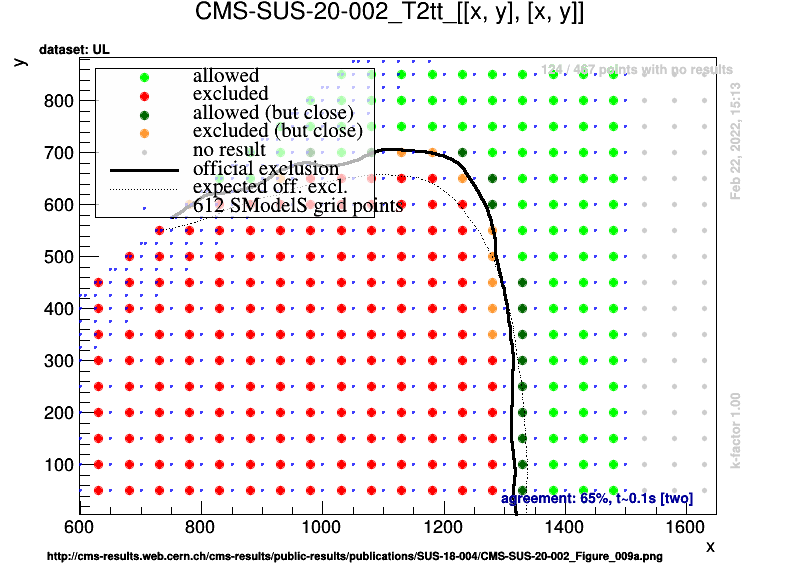 CMS-SUS-20-002_T2tt_[[x, y], [x, y]]
dataset: UL
y
124 / 467 points with no results
allowed
excluded
allowed (but close)
excluded (but close)
no result
official exclusion
expected off. excl.
612 SModelS grid points
800
700
600
500
400
300
200
100
Feb 22, 2022, 15:13
k-factor 1.00
agreement: 65%, t~0.1s [two]
600 800 1000 1200 1400 1600
x
http://cms-results.web.cern.ch/cms-results/public-results/publications/SUS-18-004/CMS-SUS-20-002_Figure_009a.png